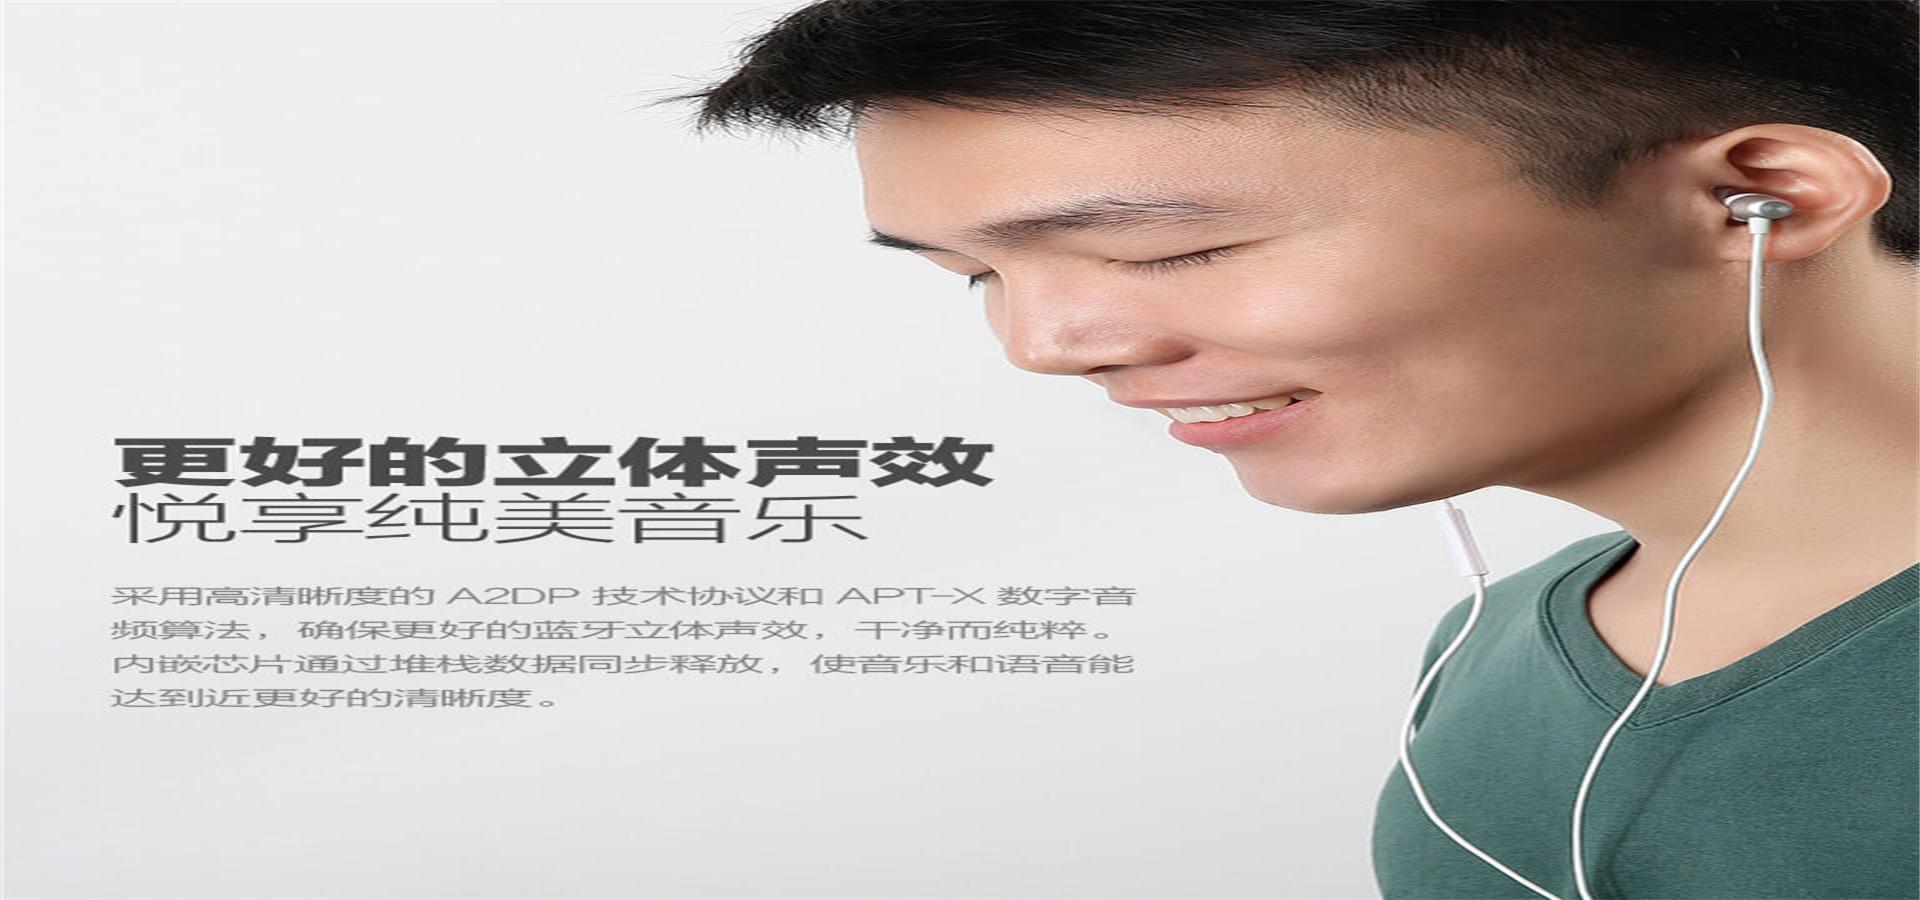 更好的立体声效
悦享纯美音乐
采用高清晰度的 A2DP 技术协议和 APT-X 数字音
频算法，确保更好的蓝牙立体声效，干净而纯粹。
内嵌芯片通过堆栈数据同步释放，使音乐和语音能
达到近更好的清晰度。